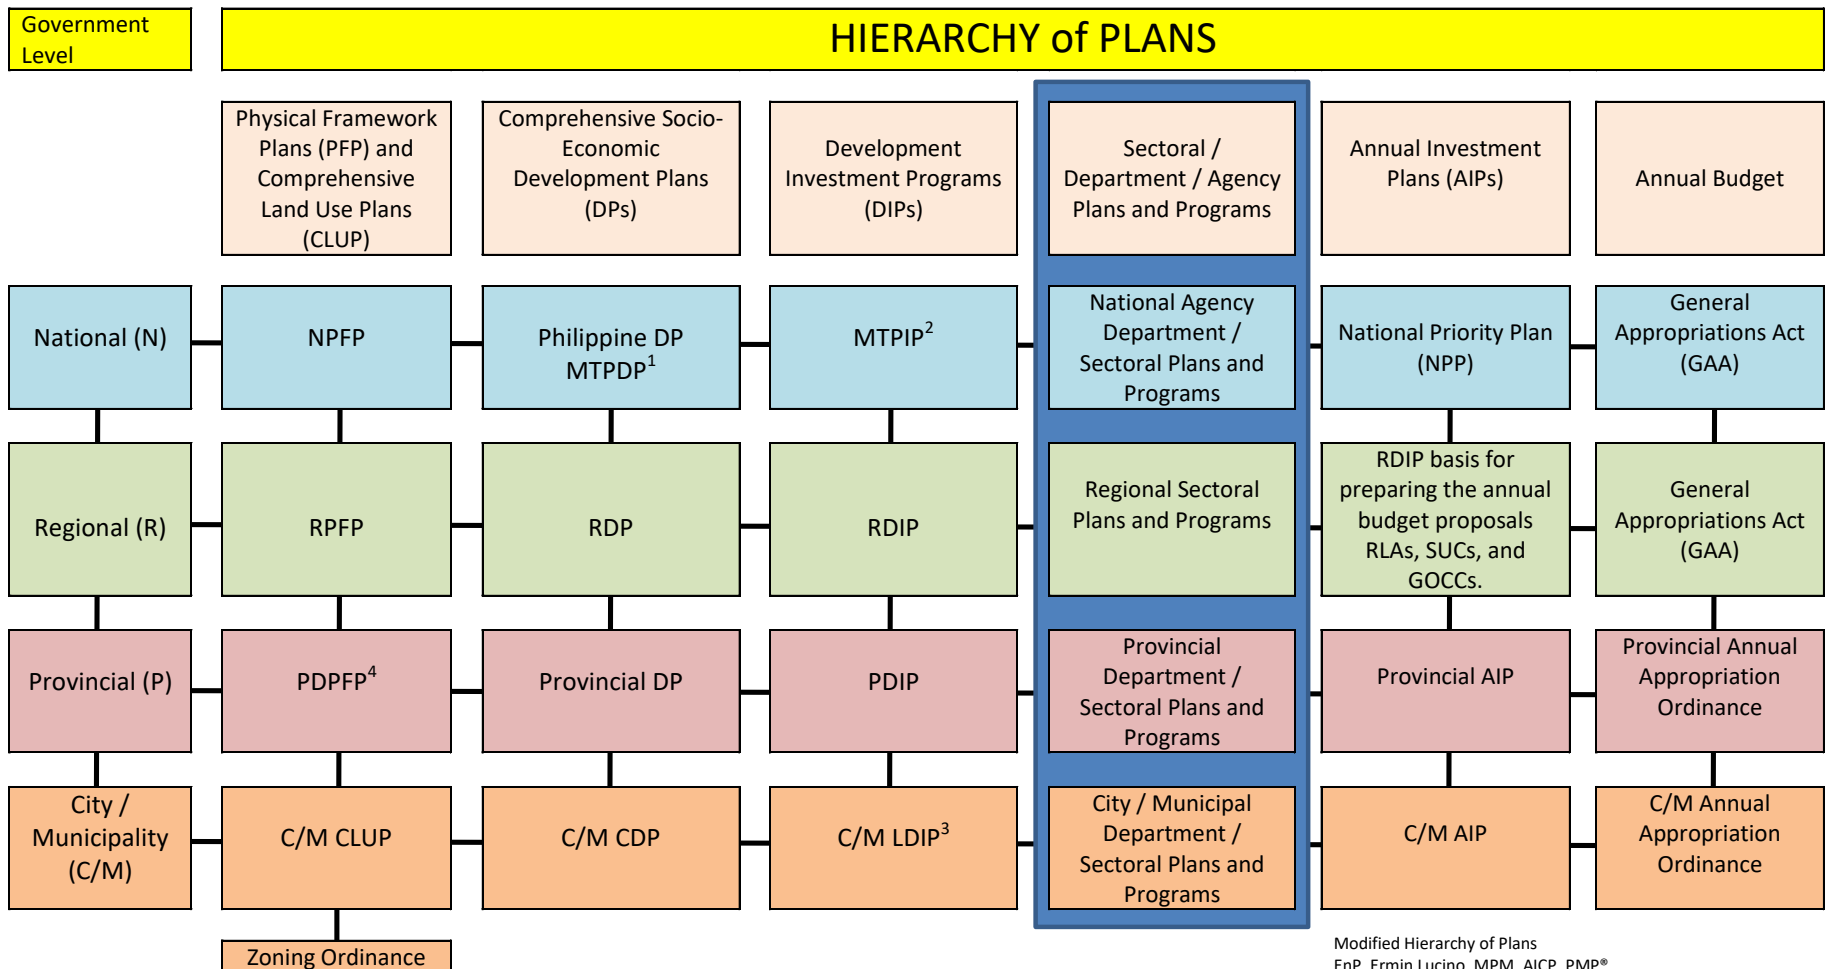 Government
Level
HIERARCHY of PLANS
Physical Framework
Plans (PFP) and
Comprehensive
Land Use Plans
(CLUP)
Comprehensive Socio-
Economic
Development Plans
(DPs)
Development
Investment Programs
(DIPs)
Sectoral /
Department / Agency
Plans and Programs
Annual Investment
Plans (AIPs)
Annual Budget
National (N)
NPFP
Philippine DP
MTPDP¹
MTPIP²
National Agency
Department /
Sectoral Plans and
Programs
National Priority Plan
(NPP)
General
Appropriations Act
(GAA)
Regional (R)
RPFP
RDP
RDIP
Regional Sectoral
Plans and Programs
RDIP basis for
preparing the annual
budget proposals
RLAs, SUCs, and
GOCCs.
General
Appropriations Act
(GAA)
Provincial (P)
PDPFP⁴
Provincial DP
PDIP
Provincial
Department /
Sectoral Plans and
Programs
Provincial AIP
Provincial Annual
Appropriation
Ordinance
City /
Municipality
(C/M)
C/M CLUP
C/M CDP
C/M LDIP³
City / Municipal
Department /
Sectoral Plans and
Programs
C/M AIP
C/M Annual
Appropriation
Ordinance
Zoning Ordinance
Modified Hierarchy of Plans
EnP. Ermin Lucino, MPM, AICP, PMP®